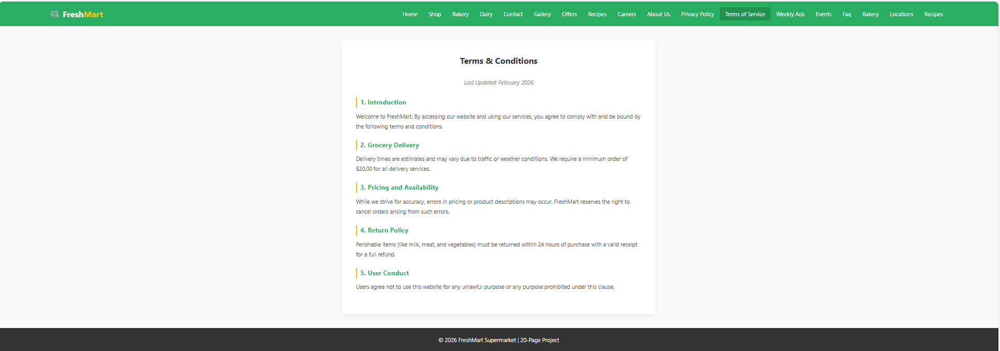 FreshMart
Home Shop Bakery Dairy Contact Gallery Offers Recipes Careers About Us Privacy Policy Terms of Service Weekly Ads Events Faq Bakery Locations Recipes
Terms & Conditions
Last Updated: February 2026
1. Introduction
Welcome to FreshMart. By accessing our website and using our services, you agree to comply with and be bound by
the following terms and conditions.
2. Grocery Delivery
Delivery times are estimates and may vary due to traffic or weather conditions. We require a minimum order of
$20.00 for all delivery services.
3. Pricing and Availability
While we strive for accuracy, errors in pricing or product descriptions may occur. FreshMart reserves the right to
cancel orders arising from such errors.
4. Return Policy
Perishable items (like milk, meat, and vegetables) must be returned within 24 hours of purchase with a valid receipt
for a full refund.
5. User Conduct
Users agree not to use this website for any unlawful purpose or any purpose prohibited under this clause.
© 2026 FreshMart Supermarket | 20-Page Project